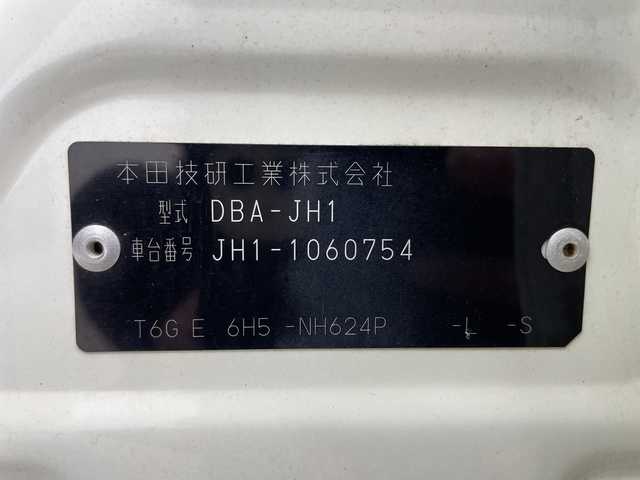 本田技研工業株式会社
型式 DBA-JH1
車台番号 JH1-1060754
T6G E 6H5 -NH624P -L -S